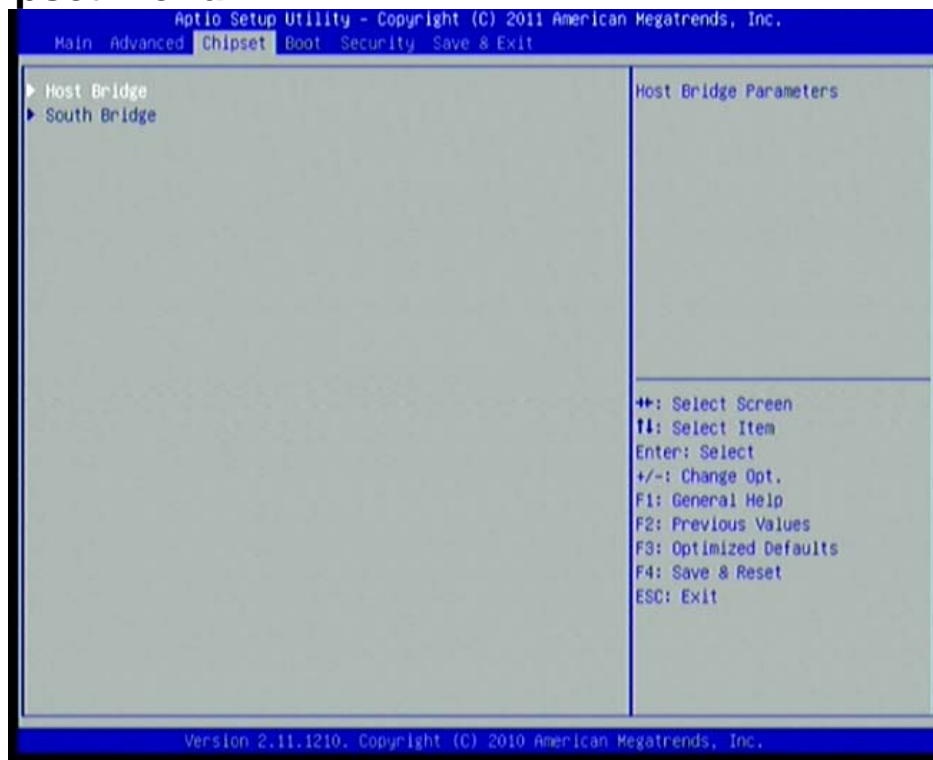 Aptio Setup Utility - Copyright (C) 2011 American Megatrends, Inc.
Main Advanced Chipset Boot Security Save & Exit
Host Bridge
South Bridge
Host Bridge Parameters
→←: Select Screen
↑↓: Select Item
Enter: Select
+/-: Change Opt.
F1: General Help
F2: Previous Values
F3: Optimized Defaults
F4: Save & Reset
ESC: Exit
Version 2.11.1210. Copyright (C) 2010 American Megatrends, Inc.